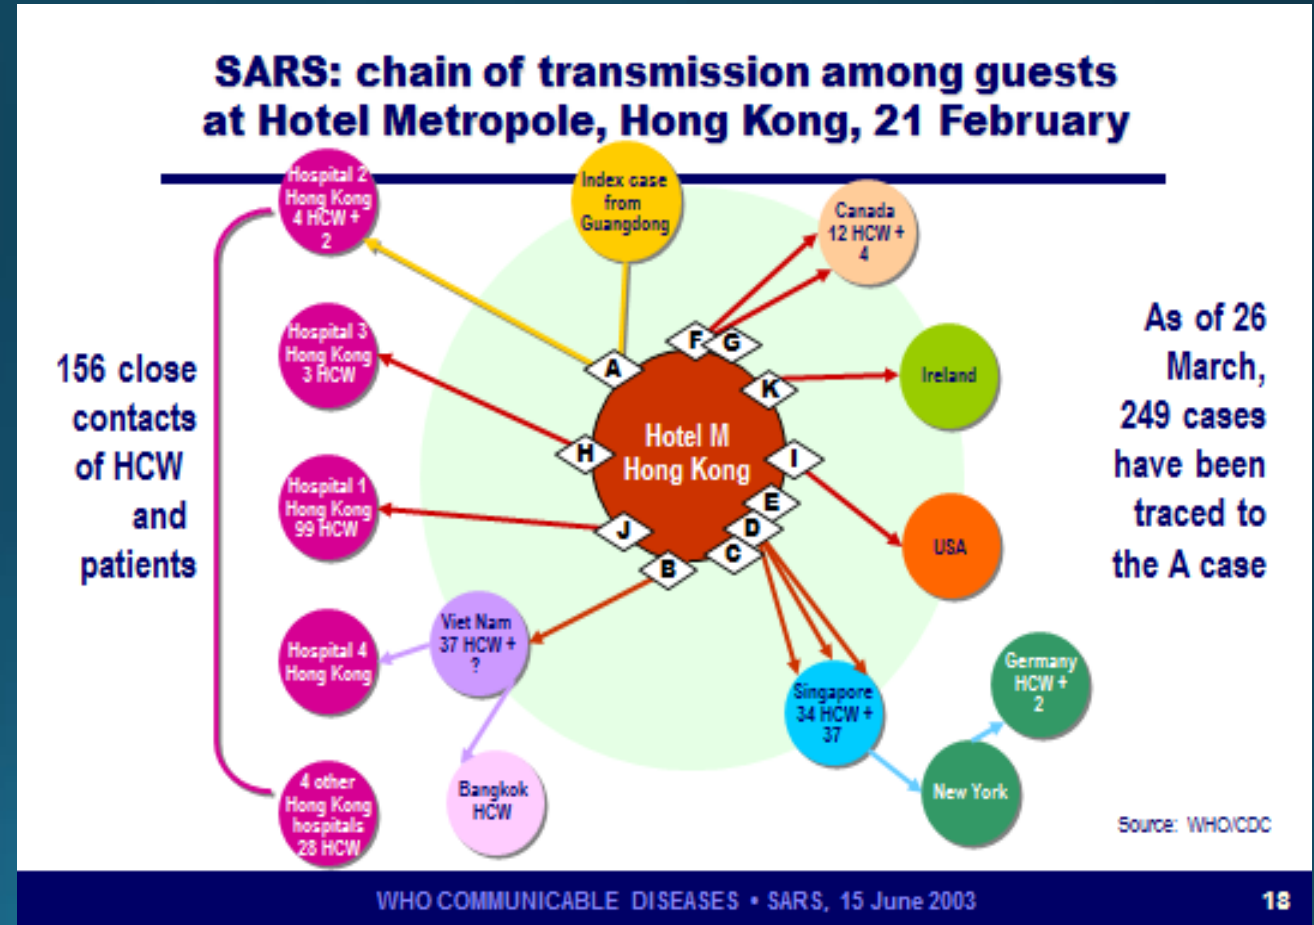 SARS: chain of transmission among guests
at Hotel Metropole, Hong Kong, 21 February
Hospital 2
Hong Kong
4 HCW +
2
Index case
from
Guangdong
Canada
12 HCW +
4
Hospital 3
Hong Kong
3 HCW
156 close
contacts
of HCW
and
patients
F
G
A
K
H
I
J
E
D
C
B
Hotel M
Hong Kong
Ireland
As of 26
March,
249 cases
have been
traced to
the A case
Hospital 1
Hong Kong
99 HCW
USA
Hospital 4
Hong Kong
Viet Nam
37 HCW +
?
Singapore
34 HCW +
37
Germany
HCW +
2
4 other
Hong Kong
hospitals
28 HCW
Bangkok
HCW
New York
Source: WHO/CDC
WHO COMMUNICABLE DISEASES • SARS, 15 June 2003
18